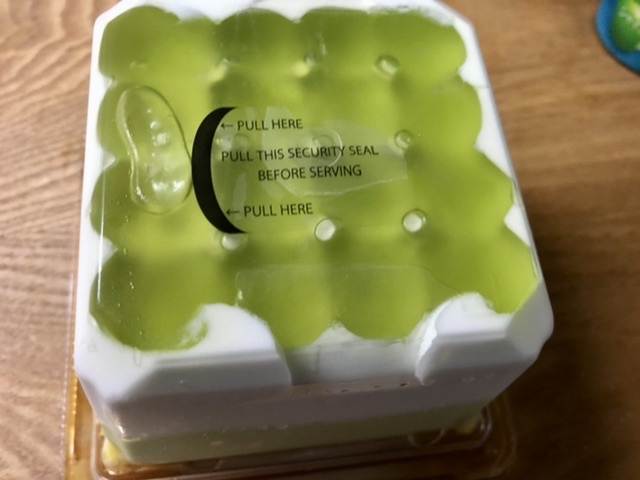 ← PULL HERE
PULL THIS SECURITY SEAL
BEFORE SERVING
← PULL HERE